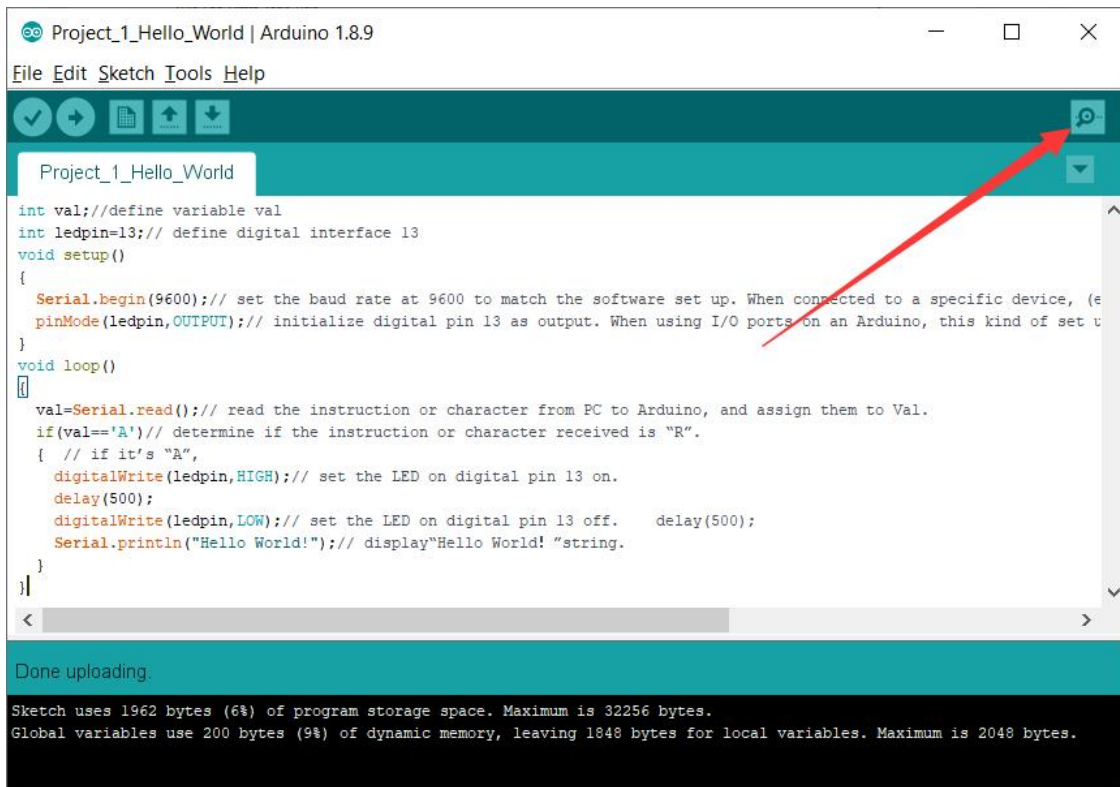 Project_1_Hello_World | Arduino 1.8.9
File Edit Sketch Tools Help
Project_1_Hello_World
int val;//define variable val
int ledpin=13;// define digital interface 13
void setup()
{
  Serial.begin(9600);// set the baud rate at 9600 to match the software set up. When connected to a specific device, (e
  pinMode(ledpin,OUTPUT);// initialize digital pin 13 as output. When using I/O ports on an Arduino, this kind of set u
}
void loop()
{
  val=Serial.read();// read the instruction or character from PC to Arduino, and assign them to Val.
  if(val=='A')// determine if the instruction or character received is “R”.
  {  // if it’s “A”,
    digitalWrite(ledpin,HIGH);// set the LED on digital pin 13 on.
    delay(500);
    digitalWrite(ledpin,LOW);// set the LED on digital pin 13 off.    delay(500);
    Serial.println("Hello World!");// display“Hello World! ”string.
  }
}
Done uploading.
Sketch uses 1962 bytes (6%) of program storage space. Maximum is 32256 bytes.
Global variables use 200 bytes (9%) of dynamic memory, leaving 1848 bytes for local variables. Maximum is 2048 bytes.